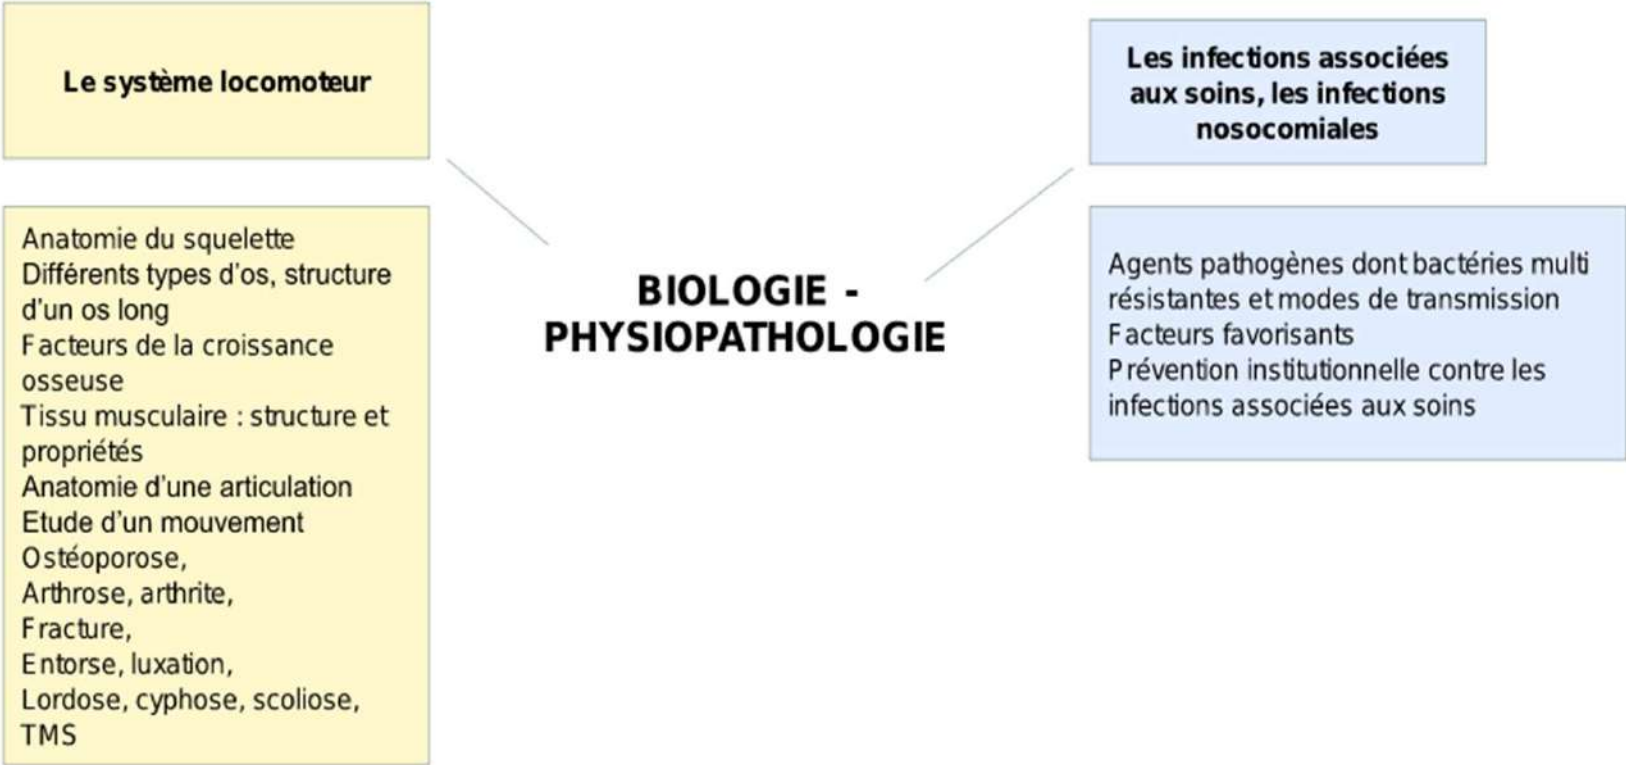 Le système locomoteur
Anatomie du squelette
Différents types d'os, structure
d'un os long
Facteurs de la croissance
osseuse
Tissu musculaire : structure et
propriétés
Anatomie d'une articulation
Etude d'un mouvement
Ostéoporose,
Arthrose, arthrite,
Fracture,
Entorse, luxation,
Lordose, cyphose, scoliose,
TMS
BIOLOGIE -
PHYSIOPATHOLOGIE
Les infections associées
aux soins, les infections
nosocomiales
Agents pathogènes dont bactéries multi
résistantes et modes de transmission
Facteurs favorisants
Prévention institutionnelle contre les
infections associées aux soins